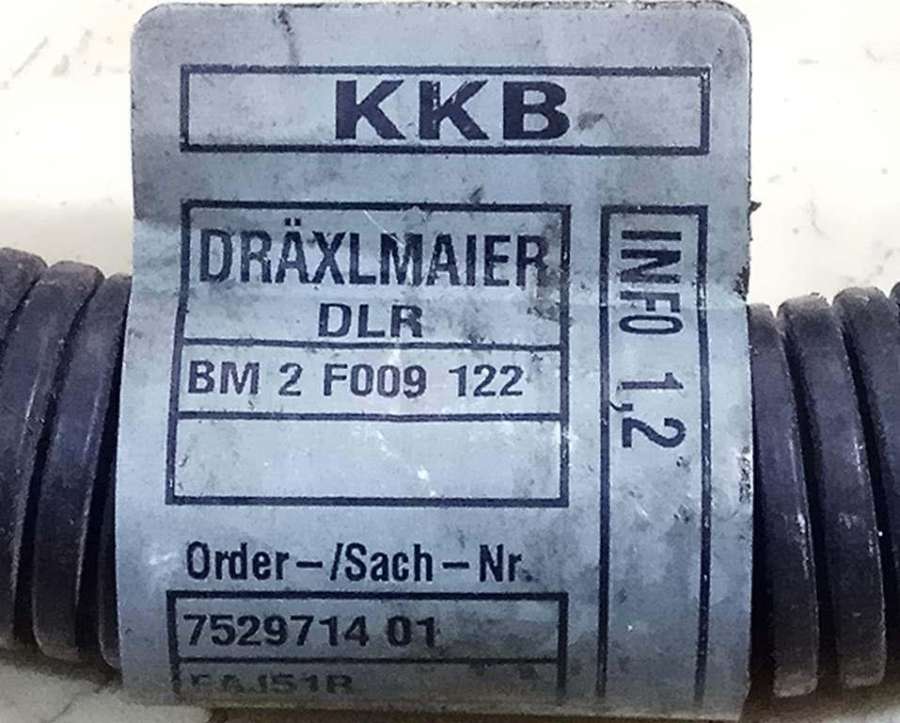 KKB
DRÄXLMAIER
DLR
BM 2 F009 122
INFO 1,2
Order-/Sach-Nr.
7529714 01